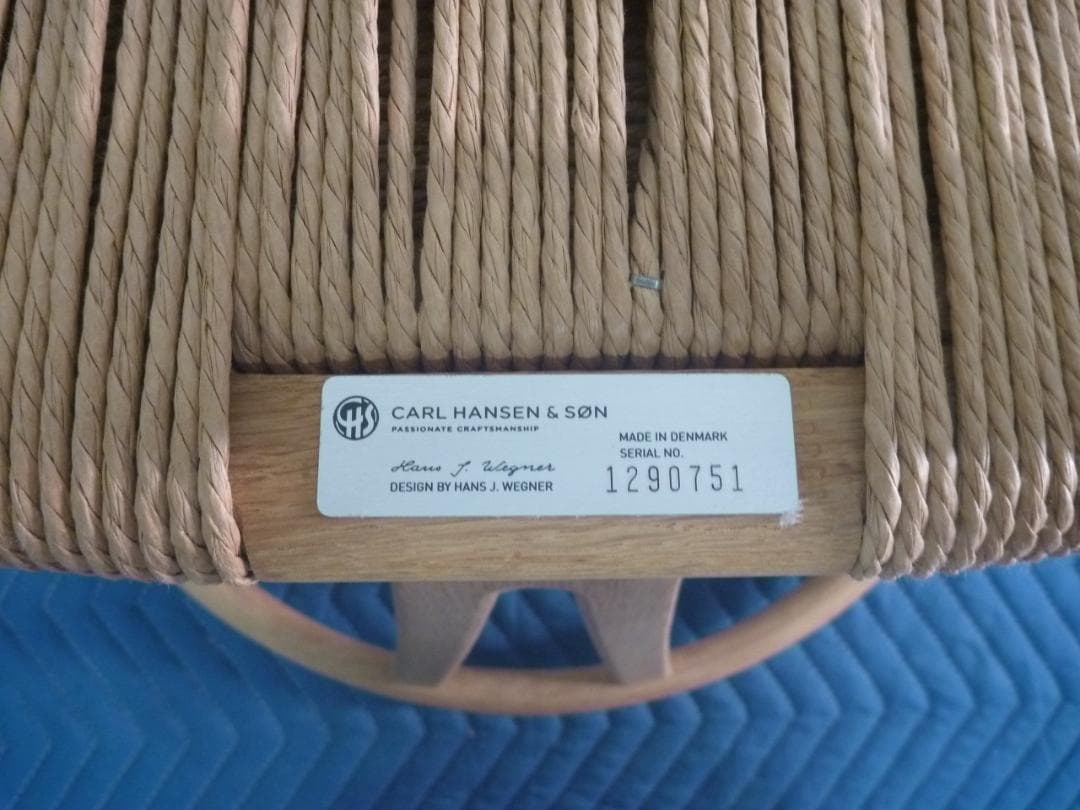 CHS
CARL HANSEN & SØN
PASSIONATE CRAFTSMANSHIP
Hans J. Wegner
DESIGN BY HANS J. WEGNER
MADE IN DENMARK
SERIAL NO.
1290751